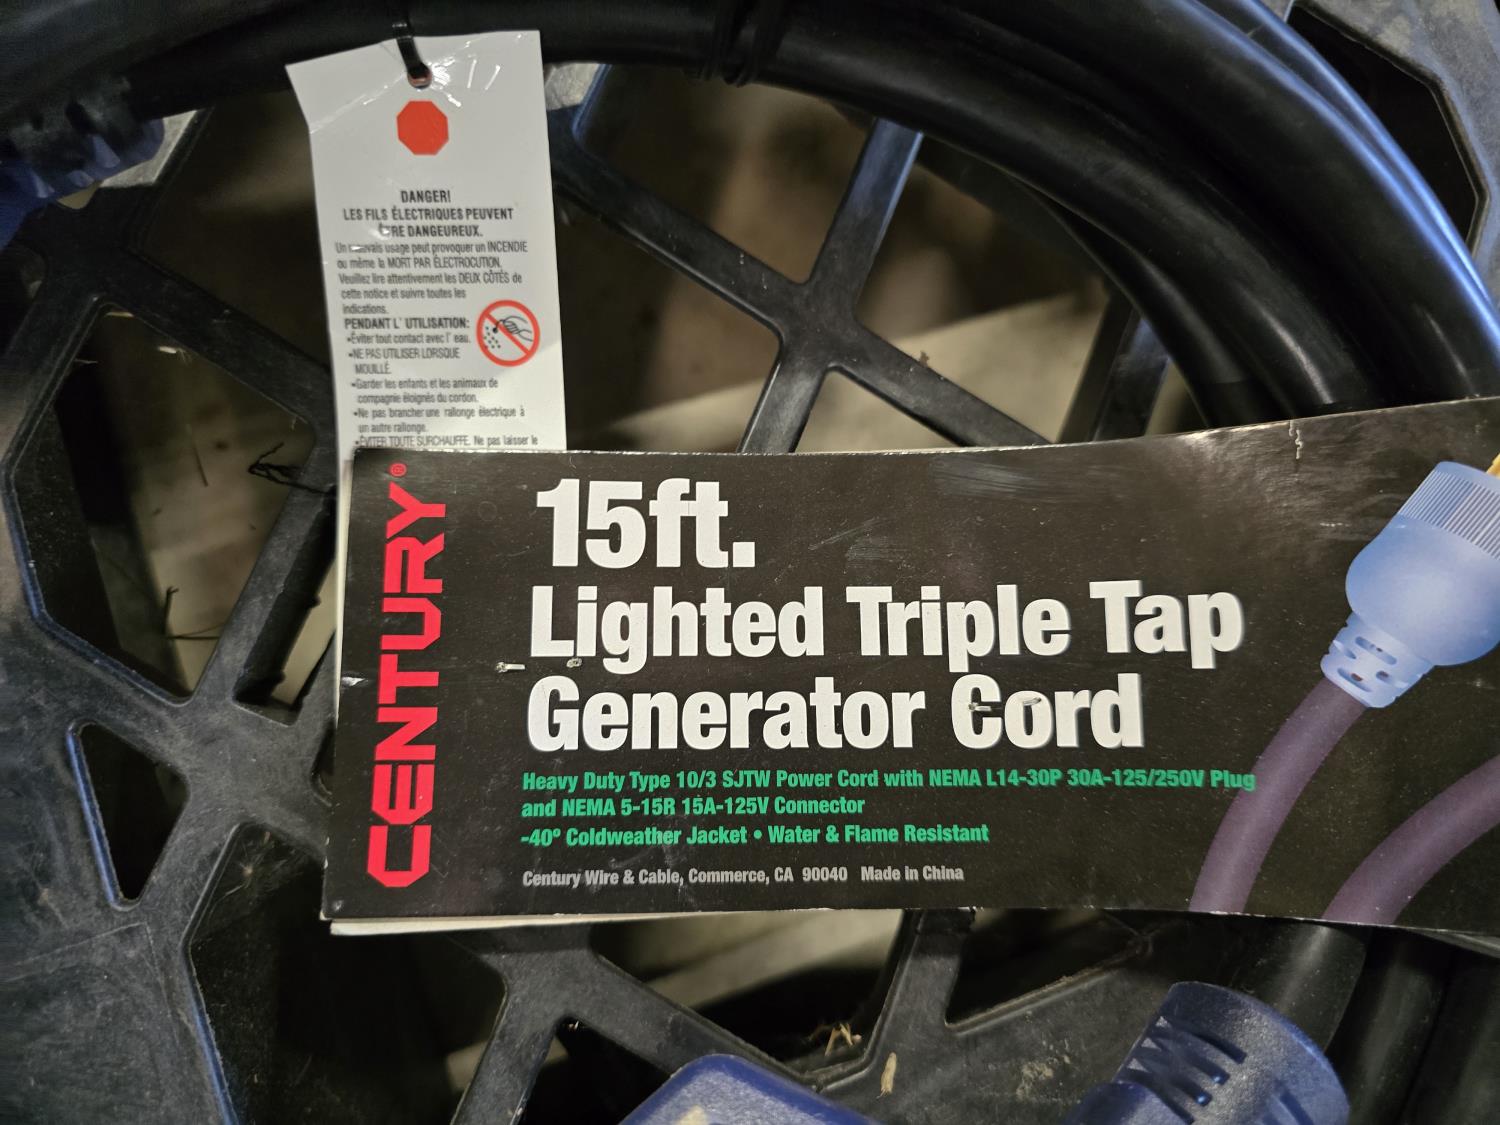 DANGER!
LES FILS ÉLECTRIQUES PEUVENT
ÊTRE DANGEUREUX.
Un mauvais usage peut provoquer un INCENDIE
ou même la MORT PAR ÉLECTROCUTION.
Veuillez lire attentivement les DEUX CÔTÉS de
cette notice et suivre toutes les
indications.
PENDANT L' UTILISATION:
•Éviter tout contact avec l' eau.
•NE PAS UTILISER LORSQUE
MOUILLÉ.
•Garder les enfants et les animaux de
compagnie éloignés du cordon.
•Ne pas brancher une rallonge électrique à
un autre rallonge.
•ÉVITER TOUTE SURCHAUFFE. Ne pas laisser le
CENTURY®
15ft.
Lighted Triple Tap
Generator Cord
Heavy Duty Type 10/3 SJTW Power Cord with NEMA L14-30P 30A-125/250V Plug
and NEMA 5-15R 15A-125V Connector
-40º Coldweather Jacket • Water & Flame Resistant
Century Wire & Cable, Commerce, CA 90040 Made in China